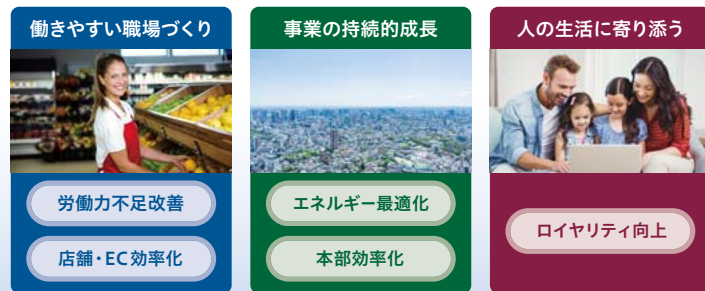 働きやすい職場づくり
労働力不足改善
店舗・EC効率化
事業の持続的成長
エネルギー最適化
本部効率化
人の生活に寄り添う
ロイヤリティ向上